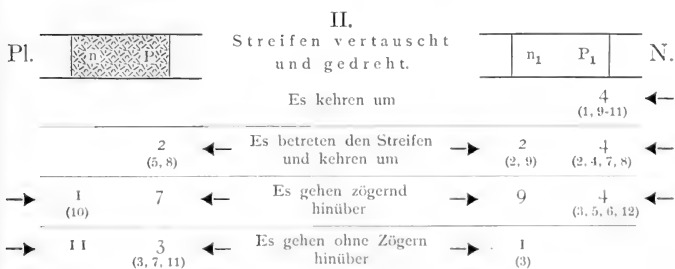 II.
Pl. n P Streifen vertauscht n₁ P₁ N.
und gedreht.
Es kehren um 4
(1, 9-11)
2 Es betreten den Streifen 2 4
(5, 8) und kehren um (2, 9) (2, 4, 7, 8)
1 7 Es gehen zögernd 9 4
(10) hinüber (3, 5, 6, 12)
11 3 Es gehen ohne Zögern 1
(3, 7, 11) hinüber (3)